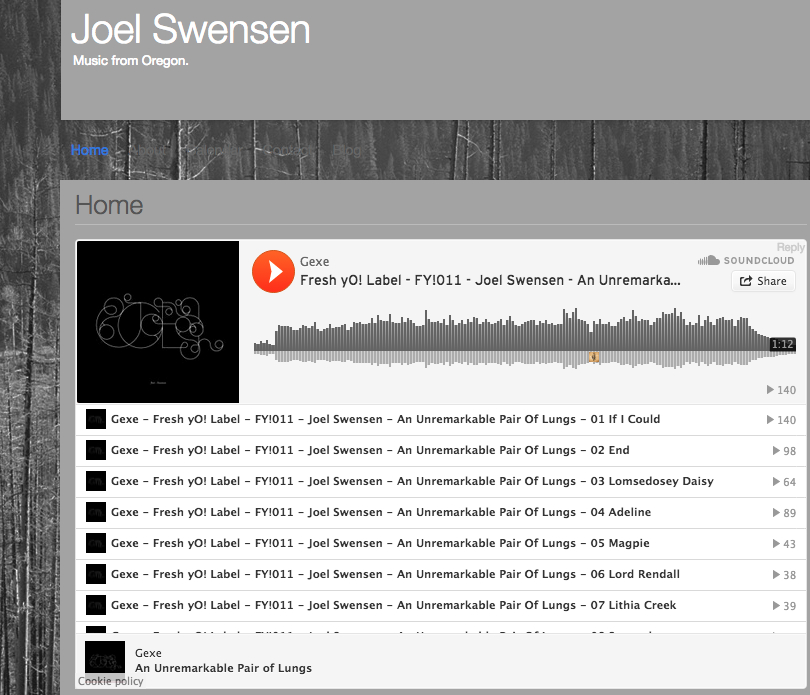 Joel Swensen
Music from Oregon.
Home About Calendar Contact Blog
Home
Reply
Gexe
SOUNDCLOUD
Fresh yO! Label - FY!011 - Joel Swensen - An Unremarka...
Share
1:12
140
Gexe - Fresh yO! Label - FY!011 - Joel Swensen - An Unremarkable Pair Of Lungs - 01 If I Could 140
Gexe - Fresh yO! Label - FY!011 - Joel Swensen - An Unremarkable Pair Of Lungs - 02 End 98
Gexe - Fresh yO! Label - FY!011 - Joel Swensen - An Unremarkable Pair Of Lungs - 03 Lomsedosey Daisy 64
Gexe - Fresh yO! Label - FY!011 - Joel Swensen - An Unremarkable Pair Of Lungs - 04 Adeline 89
Gexe - Fresh yO! Label - FY!011 - Joel Swensen - An Unremarkable Pair Of Lungs - 05 Magpie 43
Gexe - Fresh yO! Label - FY!011 - Joel Swensen - An Unremarkable Pair Of Lungs - 06 Lord Rendall 38
Gexe - Fresh yO! Label - FY!011 - Joel Swensen - An Unremarkable Pair Of Lungs - 07 Lithia Creek 39
Gexe
An Unremarkable Pair of Lungs
Cookie policy